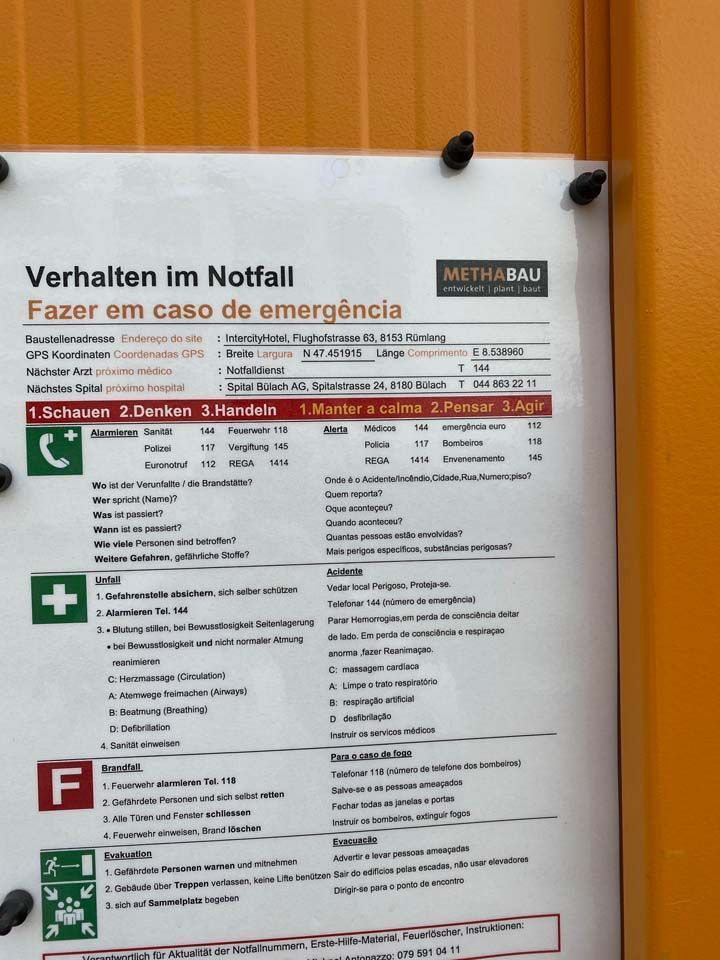 Verhalten im Notfall
METHABAU
entwickelt | plant | baut
Fazer em caso de emergência
Baustellenadresse Endereço do site : IntercityHotel, Flughofstrasse 63, 8153 Rümlang
GPS Koordinaten Coordenadas GPS : Breite Largura N 47.451915 Länge Comprimento E 8.538960
Nächster Arzt próximo médico : Notfalldienst T 144
Nächstes Spital próximo hospital : Spital Bülach AG, Spitalstrasse 24, 8180 Bülach T 044 863 22 11
1.Schauen 2.Denken 3.Handeln 1.Manter a calma 2.Pensar 3.Agir
Alarmieren Sanität 144 Feuerwehr 118 Alerta Médicos 144 emergência euro 112
Polizei 117 Vergiftung 145 Policia 117 Bombeiros 118
Euronotruf 112 REGA 1414 REGA 1414 Envenenamento 145
Wo ist der Verunfallte / die Brandstätte?
Wer spricht (Name)?
Was ist passiert?
Wann ist es passiert?
Wie viele Personen sind betroffen?
Weitere Gefahren, gefährliche Stoffe?
Onde é o Acidente/Incêndio,Cidade,Rua,Numero;piso?
Quem reporta?
Oque aconteçeu?
Quando aconteceu?
Quantas pessoas estão envolvidas?
Mais perigos específicos, substâncias perigosas?
Unfall
1. Gefahrenstelle absichern, sich selber schützen
2. Alarmieren Tel. 144
3. • Blutung stillen, bei Bewusstlosigkeit Seitenlagerung
• bei Bewusstlosigkeit und nicht normaler Atmung
reanimieren
C: Herzmassage (Circulation)
A: Atemwege freimachen (Airways)
B: Beatmung (Breathing)
D: Defibrillation
4. Sanität einweisen
Acidente
Vedar local Perigoso, Proteja-se.
Telefonar 144 (número de emergência)
Parar Hemorrogias,em perda de consciência deitar
de lado. Em perda de consciência e respiraçao
anorma ,fazer Reanimaçao.
C: massagem cardíaca
A: Limpe o trato respiratório
B: respiração artificial
D desfibrilação
Instruir os serviços médicos
F
Brandfall
1. Feuerwehr alarmieren Tel. 118
2. Gefährdete Personen und sich selbst retten
3. Alle Türen und Fenster schliessen
4. Feuerwehr einweisen, Brand löschen
Para o caso de fogo
Telefonar 118 (número de telefone dos bombeiros)
Salve-se e as pessoas ameaçados
Fechar todas as janelas e portas
Instruir os bombeiros, extinguir fogos
Evakuation
1. Gefährdete Personen warnen und mitnehmen
2. Gebäude über Treppen verlassen, keine Lifte benützen
3. sich auf Sammelplatz begeben
Evacuação
Advertir e levar pessoas ameaçadas
Sair do edificios pelas escadas, não usar elevadores
Dirigir-se para o ponto de encontro
Verantwortlich für Aktualität der Notfallnummern, Erste-Hilfe-Material, Feuerlöscher, Instruktionen:
Antonazzo: 079 591 04 11